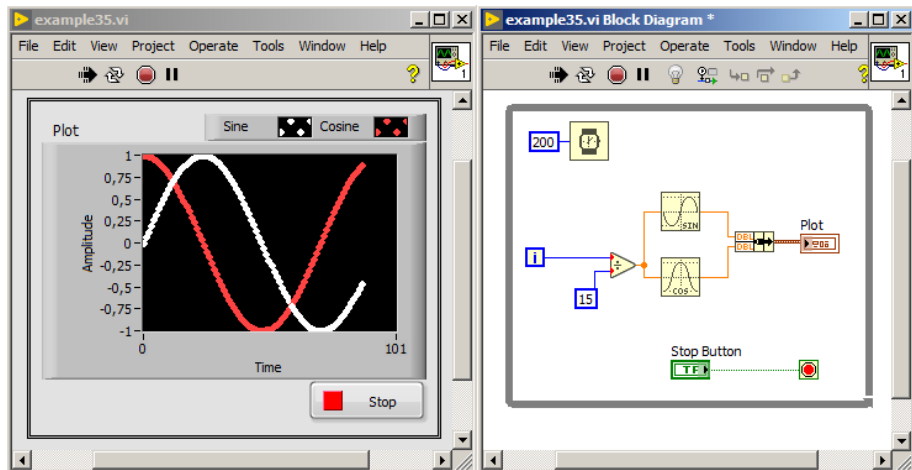 example35.vi
File Edit View Project Operate Tools Window Help
1
Plot
Sine Cosine
Amplitude
1
0,75
0,5
0,25
0
-0,25
-0,5
-0,75
-1
0 101
Time
Stop
example35.vi Block Diagram *
File Edit View Project Operate Tools Window Help
1
200
SIN
Plot
DBL
DBL
i
COS
15
Stop Button
TF